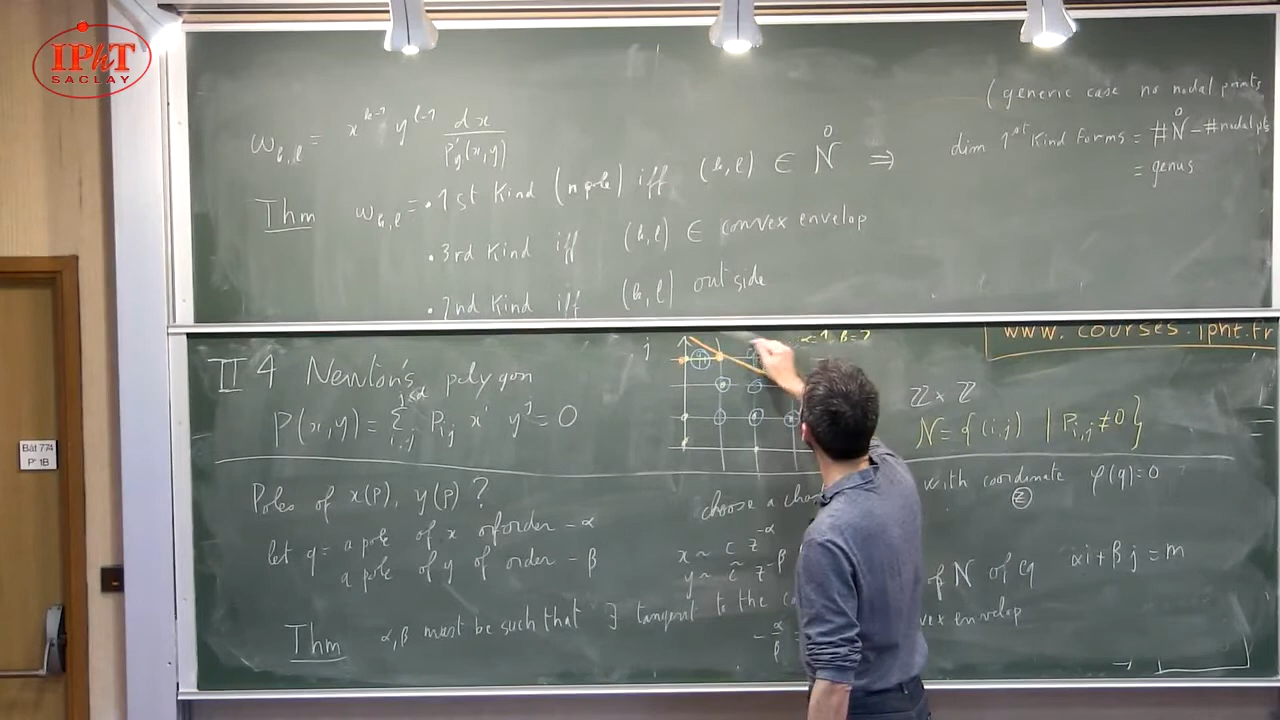 IPhT
SACLAY
(generic case no nodal points
ω_{k,l} = x^{k-1} y^{l-1} dx / P'_y(x,y)
dim 1st Kind Forms = #N° - #nodal pts
= genus
Thm ω_{k,l} = • 1st Kind (no pole) iff (k,l) ∈ N° ⇒
• 3rd Kind iff (k,l) ∈ convex envelop
• 2nd Kind iff (k,l) outside
www.courses.ipht.fr
II 4 Newton's polygon
j
P(x,y) = Σ_{i,j} P_{ij} x^i y^j = 0
Z × Z
N = {(i,j) | P_{i,j} ≠ 0}
Poles of x(p), y(p) ?
choose a
with coordinate φ(q)=0
z
let q = a pole of x of order -α
a pole of y of order -β
x ~ c z^{-α}
y ~ c̃ z^{-β}
of N of eq αi + βj = m
Thm α,β must be such that ∃ tangent to the
envelop
- α/β =
Bât 774
P 1B